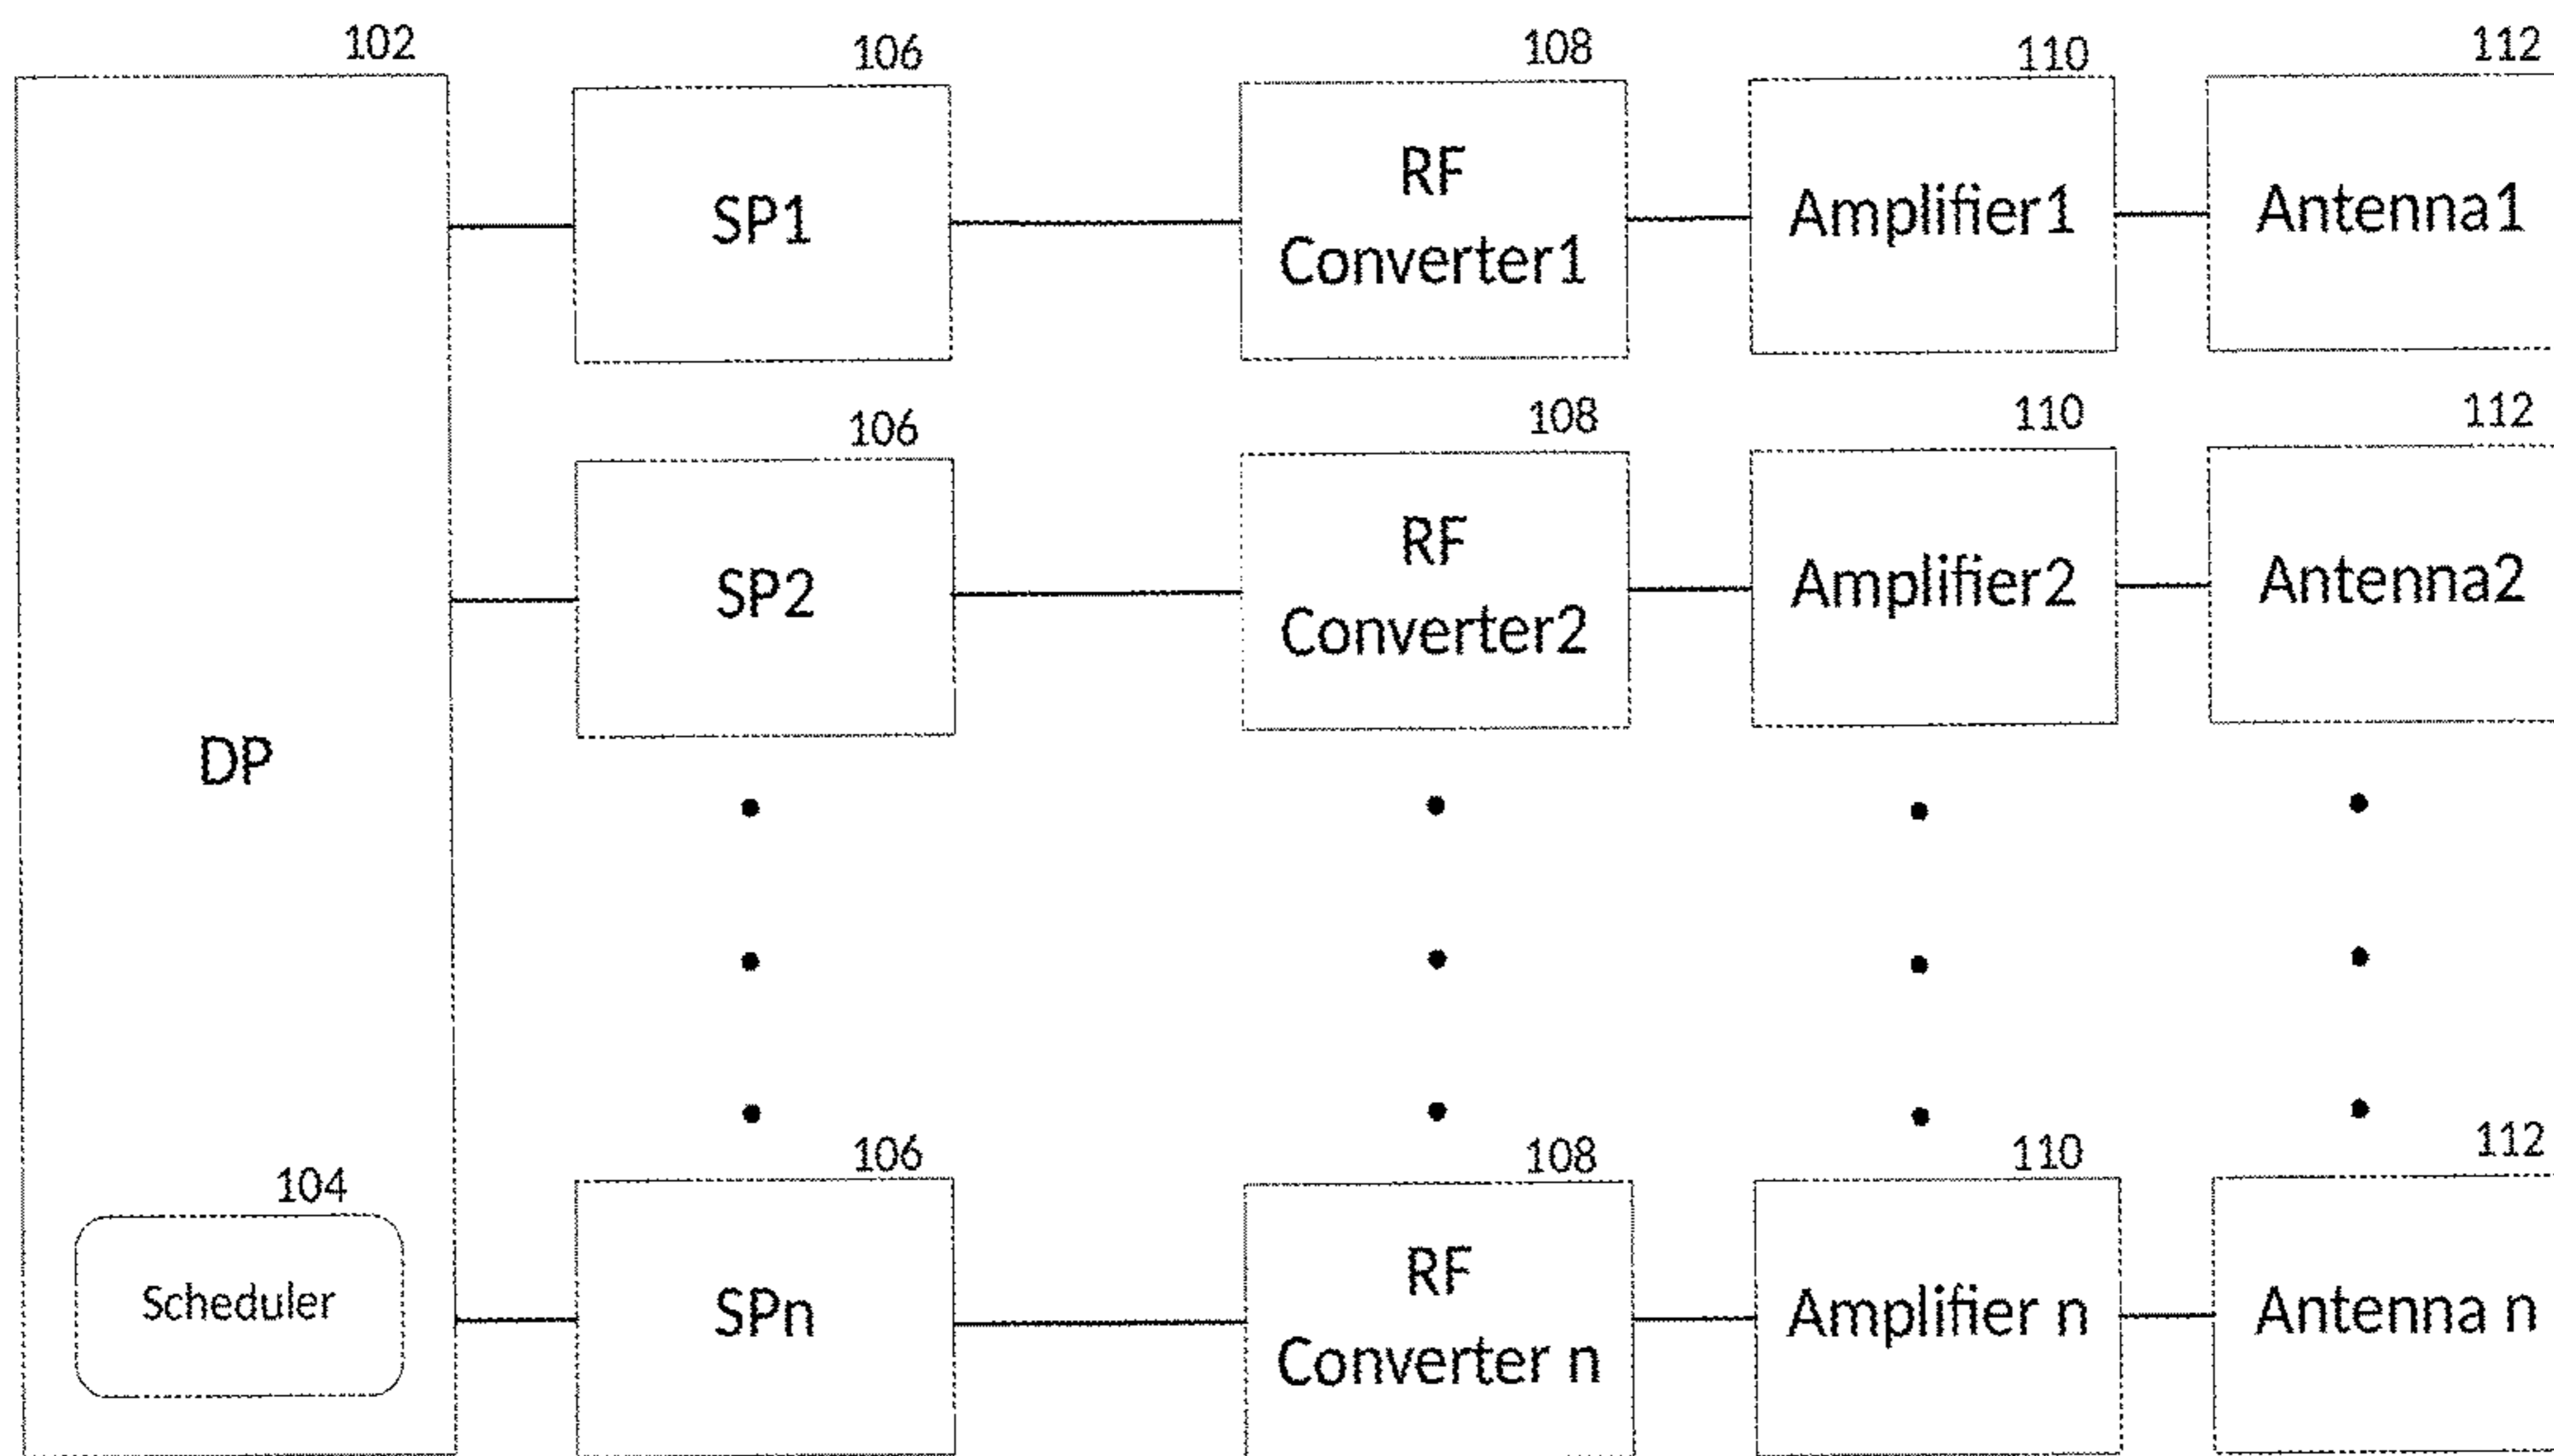 102
106
108
110
112
SP1
RF
Converter1
Amplifier1
Antenna1
106
108
110
112
SP2
RF
Converter2
Amplifier2
Antenna2
DP
104
Scheduler
106
108
110
112
SPn
RF
Converter n
Amplifier n
Antenna n